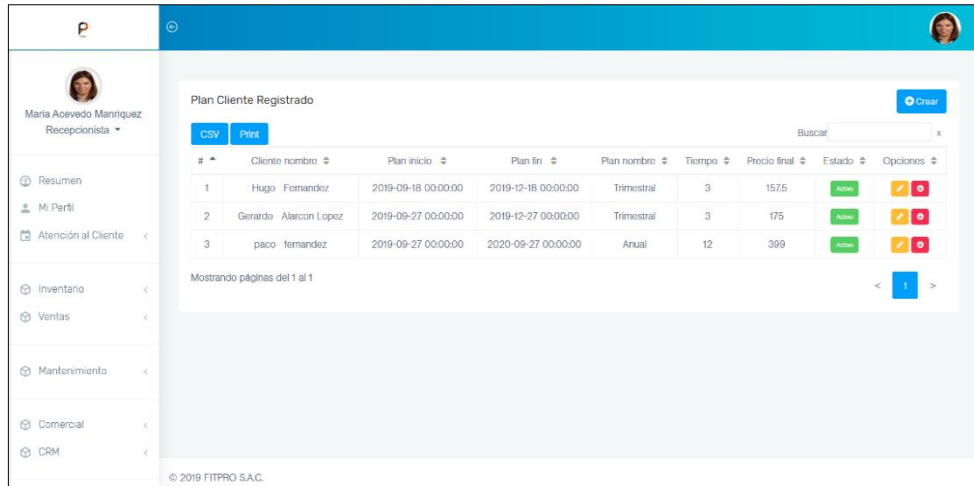 Maria Acevedo Manriquez
Recepcionista
Resumen
Mi Perfil
Atención al Cliente
Inventario
Ventas
Mantenimiento
Comercial
CRM
Plan Cliente Registrado
Crear
CSV Print
Buscar x
# Cliente nombre Plan inicio Plan fin Plan nombre Tiempo Precio final Estado Opciones
1 Hugo Fernandez 2019-09-18 00:00:00 2019-12-18 00:00:00 Trimestral 3 157.5 Activo
2 Gerardo Alarcon Lopez 2019-09-27 00:00:00 2019-12-27 00:00:00 Trimestral 3 175 Activo
3 paco fernandez 2019-09-27 00:00:00 2020-09-27 00:00:00 Anual 12 399 Activo
Mostrando páginas del 1 al 1
< 1 >
© 2019 FITPRO S.A.C.